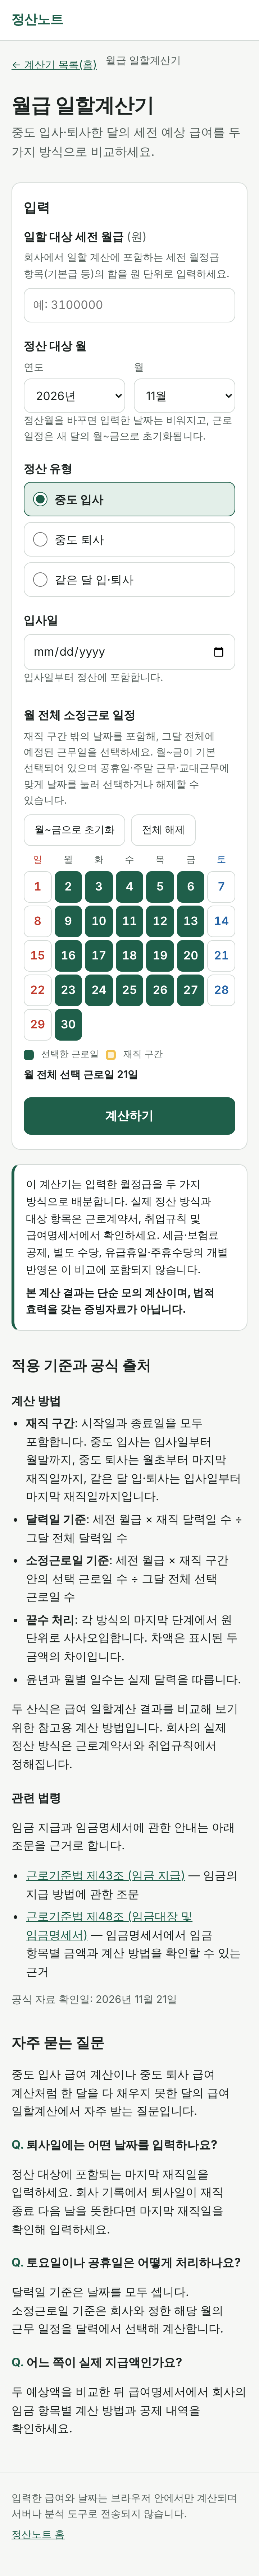 정산노트
← 계산기 목록(홈) 월급 일할계산기
월급 일할계산기
중도 입사·퇴사한 달의 세전 예상 급여를 두
가지 방식으로 비교하세요.
입력
일할 대상 세전 월급 (원)
회사에서 일할 계산에 포함하는 세전 월정급
항목(기본급 등)의 합을 원 단위로 입력하세요.
예: 3100000
정산 대상 월
연도 월
2026년 11월
정산월을 바꾸면 입력한 날짜는 비워지고, 근로
일정은 새 달의 월~금으로 초기화됩니다.
정산 유형
중도 입사
중도 퇴사
같은 달 입·퇴사
입사일
mm/dd/yyyy
입사일부터 정산에 포함합니다.
월 전체 소정근로 일정
재직 구간 밖의 날짜를 포함해, 그달 전체에
예정된 근무일을 선택하세요. 월~금이 기본
선택되어 있으며 공휴일·주말 근무·교대근무에
맞게 날짜를 눌러 선택하거나 해제할 수
있습니다.
월~금으로 초기화 전체 해제
일 월 화 수 목 금 토
1 2 3 4 5 6 7
8 9 10 11 12 13 14
15 16 17 18 19 20 21
22 23 24 25 26 27 28
29 30
선택한 근로일 재직 구간
월 전체 선택 근로일 21일
계산하기
이 계산기는 입력한 월정급을 두 가지
방식으로 배분합니다. 실제 정산 방식과
대상 항목은 근로계약서, 취업규칙 및
급여명세서에서 확인하세요. 세금·보험료
공제, 별도 수당, 유급휴일·주휴수당의 개별
반영은 이 비교에 포함되지 않습니다.
본 계산 결과는 단순 모의 계산이며, 법적
효력을 갖는 증빙자료가 아닙니다.
적용 기준과 공식 출처
계산 방법
• 재직 구간: 시작일과 종료일을 모두
포함합니다. 중도 입사는 입사일부터
월말까지, 중도 퇴사는 월초부터 마지막
재직일까지, 같은 달 입·퇴사는 입사일부터
마지막 재직일까지입니다.
• 달력일 기준: 세전 월급 × 재직 달력일 수 ÷
그달 전체 달력일 수
• 소정근로일 기준: 세전 월급 × 재직 구간
안의 선택 근로일 수 ÷ 그달 전체 선택
근로일 수
• 끝수 처리: 각 방식의 마지막 단계에서 원
단위로 사사오입합니다. 차액은 표시된 두
금액의 차이입니다.
• 윤년과 월별 일수는 실제 달력을 따릅니다.
두 산식은 급여 일할계산 결과를 비교해 보기
위한 참고용 계산 방법입니다. 회사의 실제
정산 방식은 근로계약서와 취업규칙에서
정해집니다.
관련 법령
임금 지급과 임금명세서에 관한 안내는 아래
조문을 근거로 합니다.
• 근로기준법 제43조 (임금 지급) — 임금의
지급 방법에 관한 조문
• 근로기준법 제48조 (임금대장 및
임금명세서) — 임금명세서에서 임금
항목별 금액과 계산 방법을 확인할 수 있는
근거
공식 자료 확인일: 2026년 11월 21일
자주 묻는 질문
중도 입사 급여 계산이나 중도 퇴사 급여
계산처럼 한 달을 다 채우지 못한 달의 급여
일할계산에서 자주 받는 질문입니다.
Q. 퇴사일에는 어떤 날짜를 입력하나요?
정산 대상에 포함되는 마지막 재직일을
입력하세요. 회사 기록에서 퇴사일이 재직
종료 다음 날을 뜻한다면 마지막 재직일을
확인해 입력하세요.
Q. 토요일이나 공휴일은 어떻게 처리하나요?
달력일 기준은 날짜를 모두 셉니다.
소정근로일 기준은 회사와 정한 해당 월의
근무 일정을 달력에서 선택해 계산합니다.
Q. 어느 쪽이 실제 지급액인가요?
두 예상액을 비교한 뒤 급여명세서에서 회사의
임금 항목별 계산 방법과 공제 내역을
확인하세요.
입력한 급여와 날짜는 브라우저 안에서만 계산되며
서버나 분석 도구로 전송되지 않습니다.
정산노트 홈